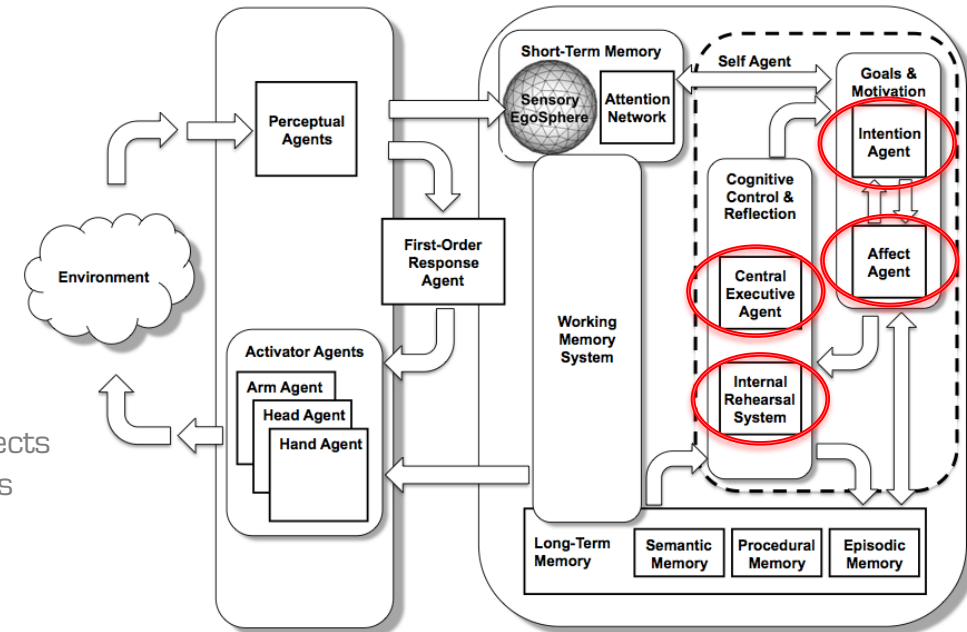 Short-Term Memory
Sensory
EgoSphere
Attention
Network
Self Agent
Goals &
Motivation
Intention
Agent
Affect
Agent
Perceptual
Agents
Cognitive
Control &
Reflection
Central
Executive
Agent
Internal
Rehearsal
System
First-Order
Response
Agent
Environment
Working
Memory
System
Activator Agents
Arm Agent
Head Agent
Hand Agent
Long-Term
Memory
Semantic
Memory
Procedural
Memory
Episodic
Memory